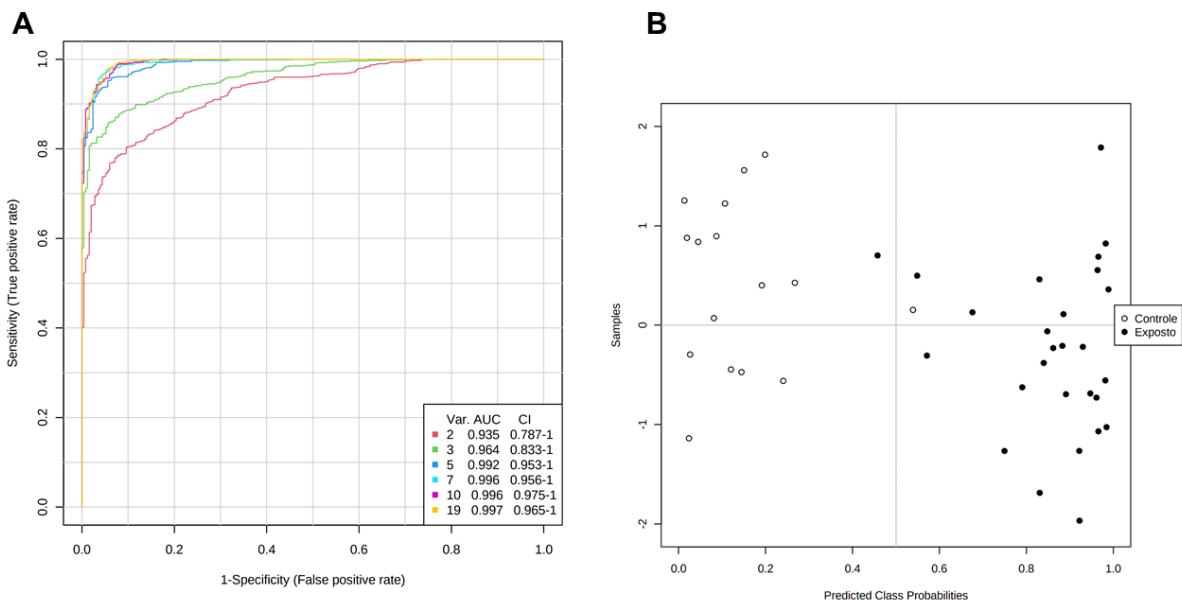 A
B
Sensitivity (True positive rate)
1.0
0.8
0.6
0.4
0.2
0.0
Var. AUC CI
2 0.935 0.787-1
3 0.964 0.833-1
5 0.992 0.953-1
7 0.996 0.956-1
10 0.996 0.975-1
19 0.997 0.965-1
0.0 0.2 0.4 0.6 0.8 1.0
1-Specificity (False positive rate)
Samples
2
1
0
-1
-2
Controle
Exposto
0.0 0.2 0.4 0.6 0.8 1.0
Predicted Class Probabilities